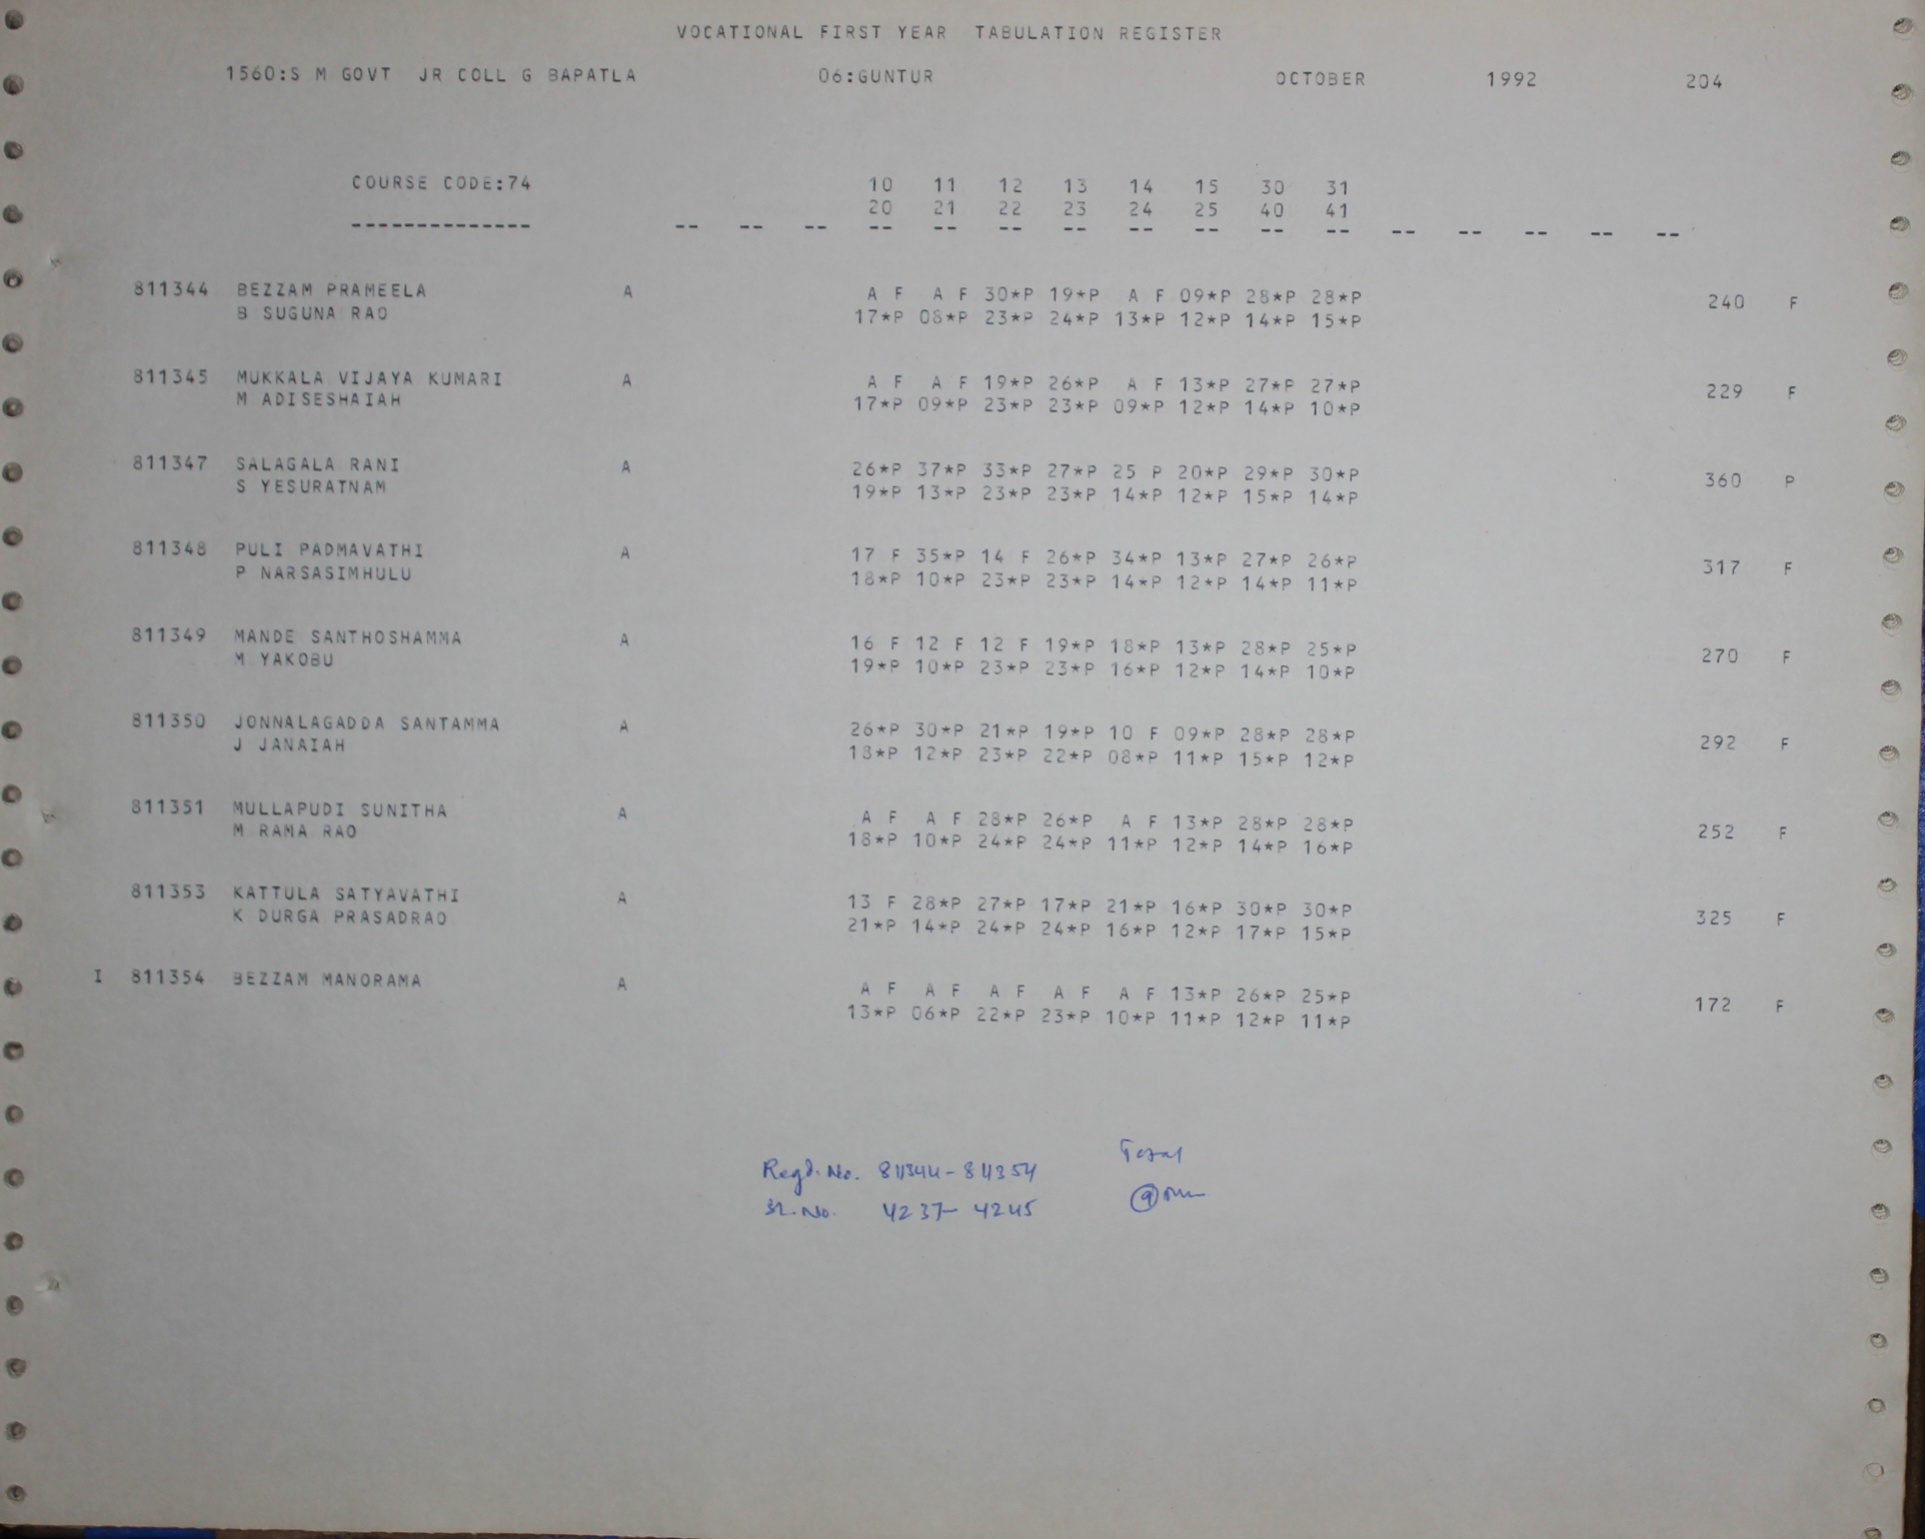 VOCATIONAL FIRST YEAR  TABULATION REGISTER
1560:S M GOVT  JR COLL G BAPATLA  06:GUNTUR  OCTOBER  1992  204
COURSE CODE:74  10  11  12  13  14  15  30  31
20  21  22  23  24  25  40  41
--------------  --  --  --  --  --  --  --  --  --  --  --  --  --  --  --  --
811344  BEZZAM PRAMEELA  A  A F  A F  30*P  19*P  A F  09*P  28*P  28*P  240  F
B SUGUNA RAO  17*P  08*P  23*P  24*P  13*P  12*P  14*P  15*P
811345  MUKKALA VIJAYA KUMARI  A  A F  A F  19*P  26*P  A F  13*P  27*P  27*P  229  F
M ADISESHAIAH  17*P  09*P  23*P  23*P  09*P  12*P  14*P  10*P
811347  SALAGALA RANI  A  26*P  37*P  33*P  27*P  25 P  20*P  29*P  30*P  360  P
S YESURATNAM  19*P  13*P  23*P  23*P  14*P  12*P  15*P  14*P
811348  PULI PADMAVATHI  A  17 F  35*P  14 F  26*P  34*P  13*P  27*P  26*P  317  F
P NARSASIMHULU  18*P  10*P  23*P  23*P  14*P  12*P  14*P  11*P
811349  MANDE SANTHOSHAMMA  A  16 F  12 F  12 F  19*P  18*P  13*P  28*P  25*P  270  F
M YAKOBU  19*P  10*P  23*P  23*P  16*P  12*P  14*P  10*P
811350  JONNALAGADDA SANTAMMA  A  26*P  30*P  21*P  19*P  10 F  09*P  28*P  28*P  292  F
J JANAIAH  18*P  12*P  23*P  22*P  08*P  11*P  15*P  12*P
811351  MULLAPUDI SUNITHA  A  A F  A F  28*P  26*P  A F  13*P  28*P  28*P  252  F
M RAMA RAO  18*P  10*P  24*P  24*P  11*P  12*P  14*P  16*P
811353  KATTULA SATYAVATHI  A  13 F  28*P  27*P  17*P  21*P  16*P  30*P  30*P  325  F
K DURGA PRASADRAO  21*P  14*P  24*P  24*P  16*P  12*P  17*P  15*P
I  811354  BEZZAM MANORAMA  A  A F  A F  A F  A F  A F  13*P  26*P  25*P  172  F
13*P  06*P  22*P  23*P  10*P  11*P  12*P  11*P
Regd. No. 811344 - 811354  Total
Sl. No. 4237 - 4245  9